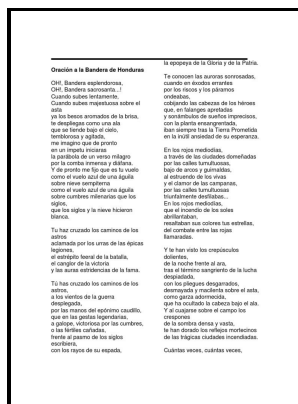 Oración a la Bandera de Honduras
OH!, Bandera esplendorosa,
OH!, Bandera sacrosanta...!
Cuando subes lentamente,
Cuando subes majestuosa sobre el
asta
ya los besos aromados de la brisa,
te despliegas como una ala
que se tiende bajo el cielo,
temblorosa y agitada,
me imagino que de pronto
en un ímpetu iniciaras
la parábola de un verso milagro
por la comba inmensa y diáfana.
Y de pronto me fijo que es tu vuelo
como el vuelo azul de una águila
sobre nieve sempiterna
como el vuelo azul de una águila
sobre cumbres milenarias que los
siglos,
que los siglos y la nieve hicieron
blanca.
Tu haz cruzado los caminos de los
astros
aclamada por los urras de las épicas
legiones,
el estrépito feeral de la batalla,
el canglor de la victoria
y las auras estridencias de la fama.
Tú has cruzado los caminos de los
astros,
a los vientos de la guerra
desplegada,
por las manos del epónimo caudillo,
que en las gestas legendarias,
a galope, victoriosa por las cumbres,
o las fértiles cañadas,
frente al pasmo de los siglos
escribiera,
con los rayos de su espada,
la epopeya de la Gloria y de la Patria.
Te conocen las auroras sonrosadas,
cuando en éxodos errantes
por los riscos y los páramos
ondeabas,
cobijando las cabezas de los héroes
que, en falanges apretadas
y sonámbulos de sueños imprecisos,
con la planta ensangrentada,
iban siempre tras la Tierra Prometida
en la inútil ansiedad de su esperanza.
En los rojos mediodías,
a través de las ciudades domeñadas
por las calles tumultuosas,
bajo de arcos y guirnaldas,
al estruendo de los vivas
y el clamor de las campanas,
por las calles tumultuosas
triunfalmente desfilabas...
En los rojos mediodías,
que el incendio de los soles
abrillantaban,
resaltaban sus colores tus estrellas,
del combate entre las rojas
llamaradas.
Y te han visto los crepúsculos
dolientes,
de la noche frente al ara,
tras el término sangriento de la lucha
despiadada,
con los pliegues desgarrados,
desmayada y macilenta sobre el asta,
como garza adormecida,
que ha ocultado la cabeza bajo el ala.
Y al cuajarse sobre el campo los
crespones
de la sombra densa y vasta,
te han dorado los reflejos mortecinos
de las trágicas ciudades incendiadas.
Cuántas veces, cuántas veces,